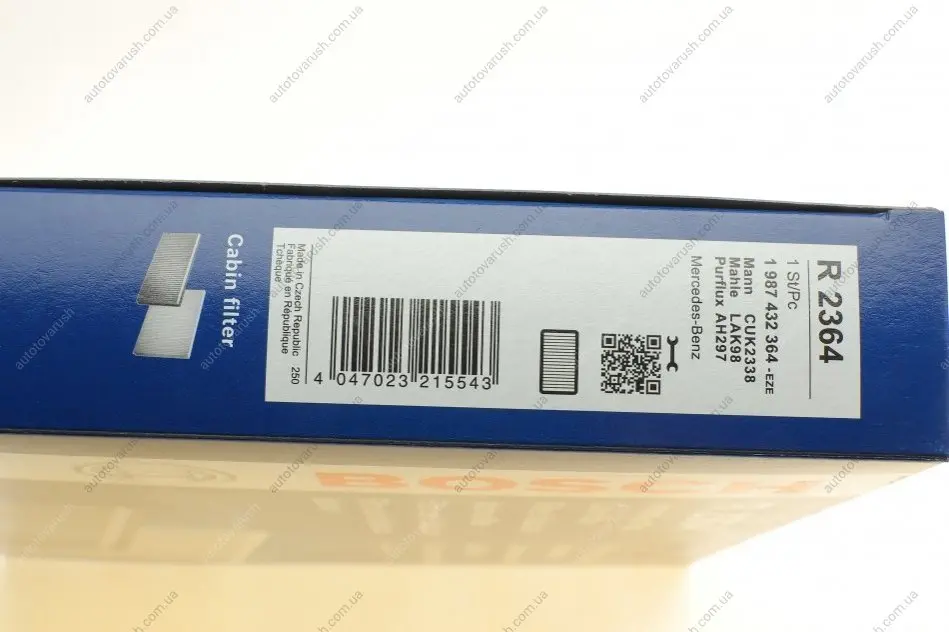 R 2364
1 St/Pc
1 987 432 364 - EZE
Mann CUK2338
Mahle LAK98
Purflux AH297
Mercedes-Benz
4 047023 215543
Made in Czech Republic 250
Fabriqué en République
Tchèque
Cabin filter
BOSCH
autotovarush.com.ua